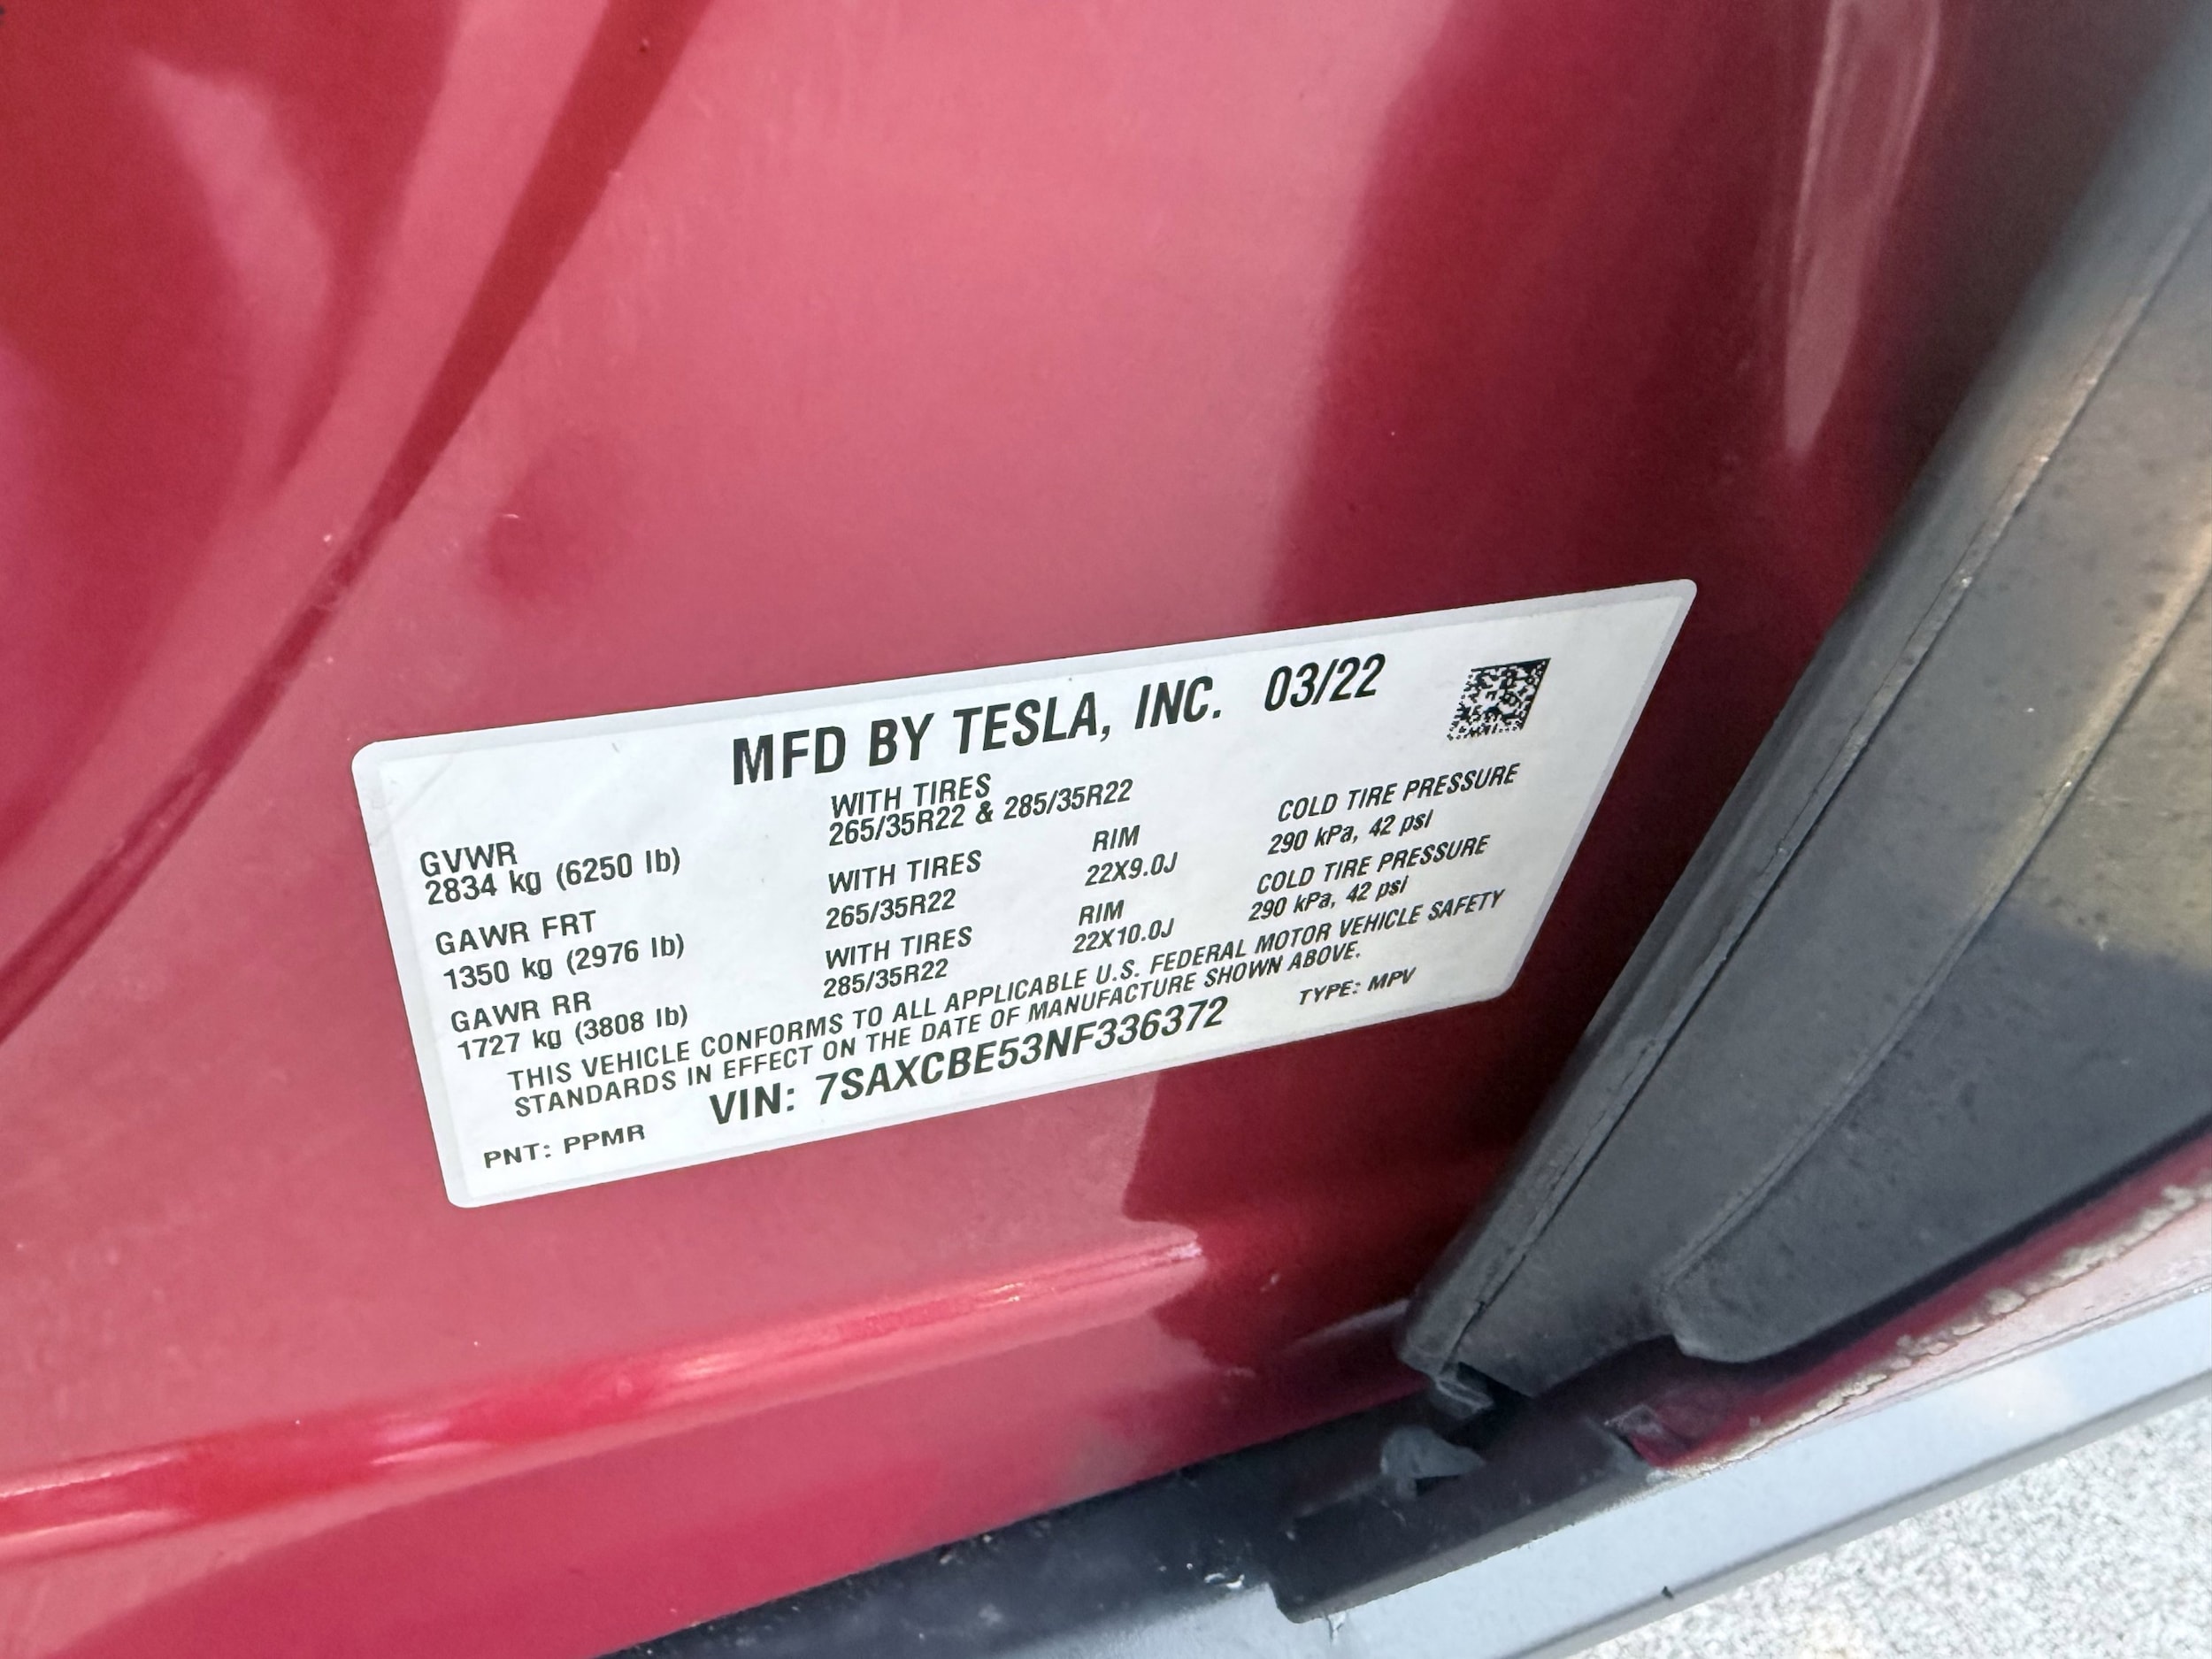 MFD BY TESLA, INC. 03/22
GVWR
2834 kg (6250 lb)
WITH TIRES
265/35R22 & 285/35R22
GAWR FRT
1350 kg (2976 lb)
WITH TIRES
265/35R22
RIM
22X9.0J
COLD TIRE PRESSURE
290 kPa, 42 psi
GAWR RR
1727 kg (3808 lb)
WITH TIRES
285/35R22
RIM
22X10.0J
COLD TIRE PRESSURE
290 kPa, 42 psi
THIS VEHICLE CONFORMS TO ALL APPLICABLE U.S. FEDERAL MOTOR VEHICLE SAFETY
STANDARDS IN EFFECT ON THE DATE OF MANUFACTURE SHOWN ABOVE.
PNT: PPMR
VIN: 7SAXCBE53NF336372
TYPE: MPV